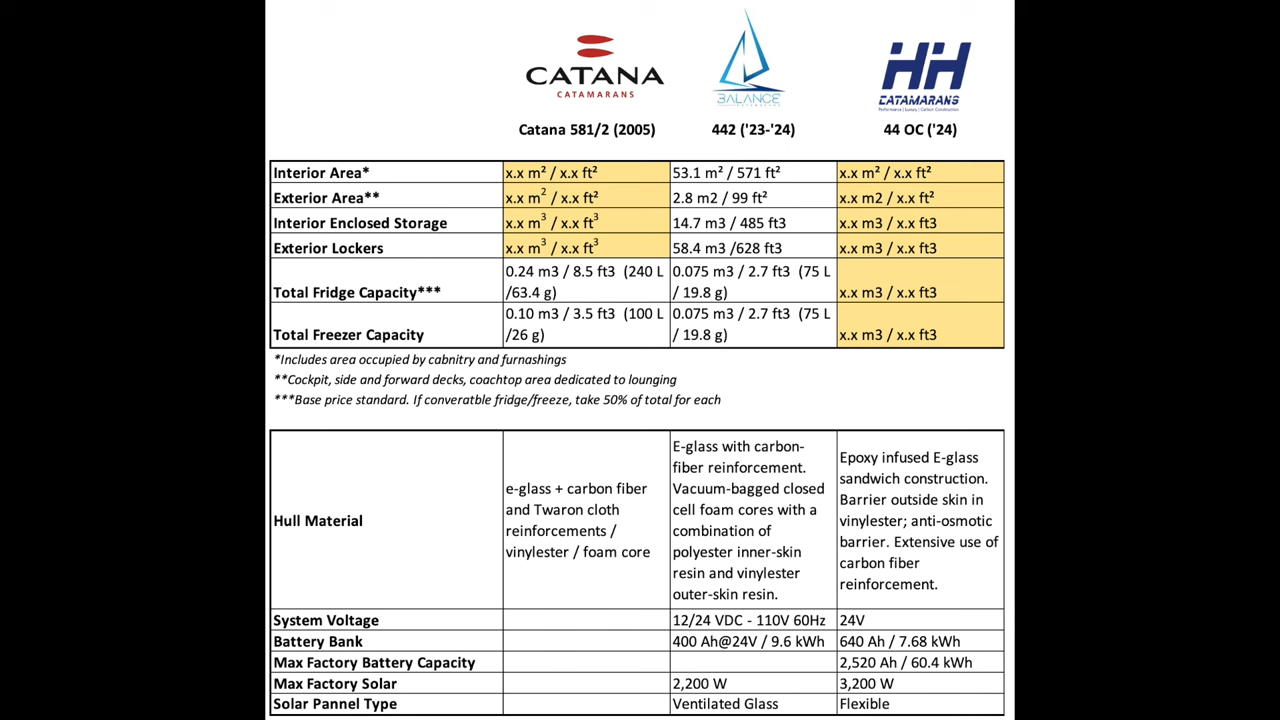 CATANA
CATAMARANS
BALANCE
CATAMARANS
HH
CATAMARANS
Performance | Luxury | Carbon Construction
Catana 581/2 (2005) 442 ('23-'24) 44 OC ('24)
Interior Area* x.x m² / x.x ft² 53.1 m² / 571 ft² x.x m² / x.x ft²
Exterior Area** x.x m² / x.x ft² 2.8 m2 / 99 ft² x.x m2 / x.x ft²
Interior Enclosed Storage x.x m³ / x.x ft³ 14.7 m3 / 485 ft3 x.x m3 / x.x ft3
Exterior Lockers x.x m³ / x.x ft³ 58.4 m3 /628 ft3 x.x m3 / x.x ft3
0.24 m3 / 8.5 ft3 (240 L 0.075 m3 / 2.7 ft3 (75 L
Total Fridge Capacity*** /63.4 g) / 19.8 g) x.x m3 / x.x ft3
0.10 m3 / 3.5 ft3 (100 L 0.075 m3 / 2.7 ft3 (75 L
Total Freezer Capacity /26 g) / 19.8 g) x.x m3 / x.x ft3
*Includes area occupied by cabnitry and furnashings
**Cockpit, side and forward decks, coachtop area dedicated to lounging
***Base price standard. If converatble fridge/freeze, take 50% of total for each
Hull Material
e-glass + carbon fiber
and Twaron cloth
reinforcements /
vinylester / foam core
E-glass with carbon-
fiber reinforcement.
Vacuum-bagged closed
cell foam cores with a
combination of
polyester inner-skin
resin and vinylester
outer-skin resin.
Epoxy infused E-glass
sandwich construction.
Barrier outside skin in
vinylester; anti-osmotic
barrier. Extensive use of
carbon fiber
reinforcement.
System Voltage 12/24 VDC - 110V 60Hz 24V
Battery Bank 400 Ah@24V / 9.6 kWh 640 Ah / 7.68 kWh
Max Factory Battery Capacity 2,520 Ah / 60.4 kWh
Max Factory Solar 2,200 W 3,200 W
Solar Pannel Type Ventilated Glass Flexible